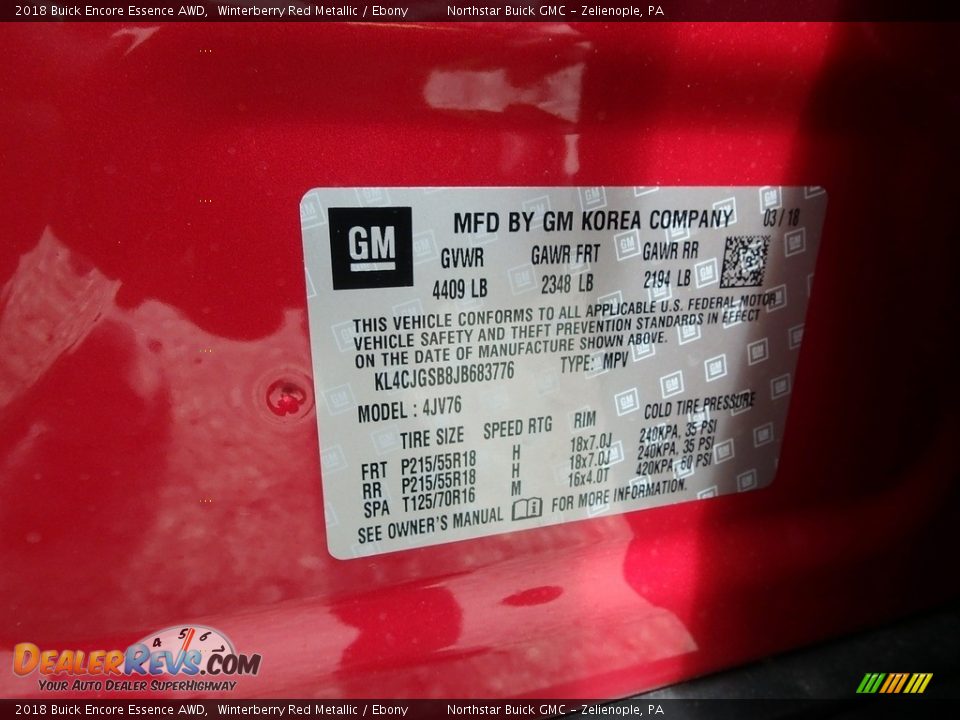 2018 Buick Encore Essence AWD, Winterberry Red Metallic / Ebony Northstar Buick GMC - Zelienople, PA
GM MFD BY GM KOREA COMPANY 03/18
GVWR GAWR FRT GAWR RR
4409 LB 2348 LB 2194 LB
THIS VEHICLE CONFORMS TO ALL APPLICABLE U.S. FEDERAL MOTOR
VEHICLE SAFETY AND THEFT PREVENTION STANDARDS IN EFFECT
ON THE DATE OF MANUFACTURE SHOWN ABOVE.
KL4CJGSB8JB683776 TYPE: MPV
MODEL : 4JV76
TIRE SIZE SPEED RTG RIM COLD TIRE PRESSURE
FRT P215/55R18 H 18x7.0J 240KPA, 35 PSI
RR P215/55R18 H 18x7.0J 240KPA, 35 PSI
SPA T125/70R16 M 16x4.0T 420KPA, 60 PSI
SEE OWNER'S MANUAL FOR MORE INFORMATION.
4 5 6
DealerRevs.com
Your Auto Dealer SuperHighway
2018 Buick Encore Essence AWD, Winterberry Red Metallic / Ebony Northstar Buick GMC - Zelienople, PA